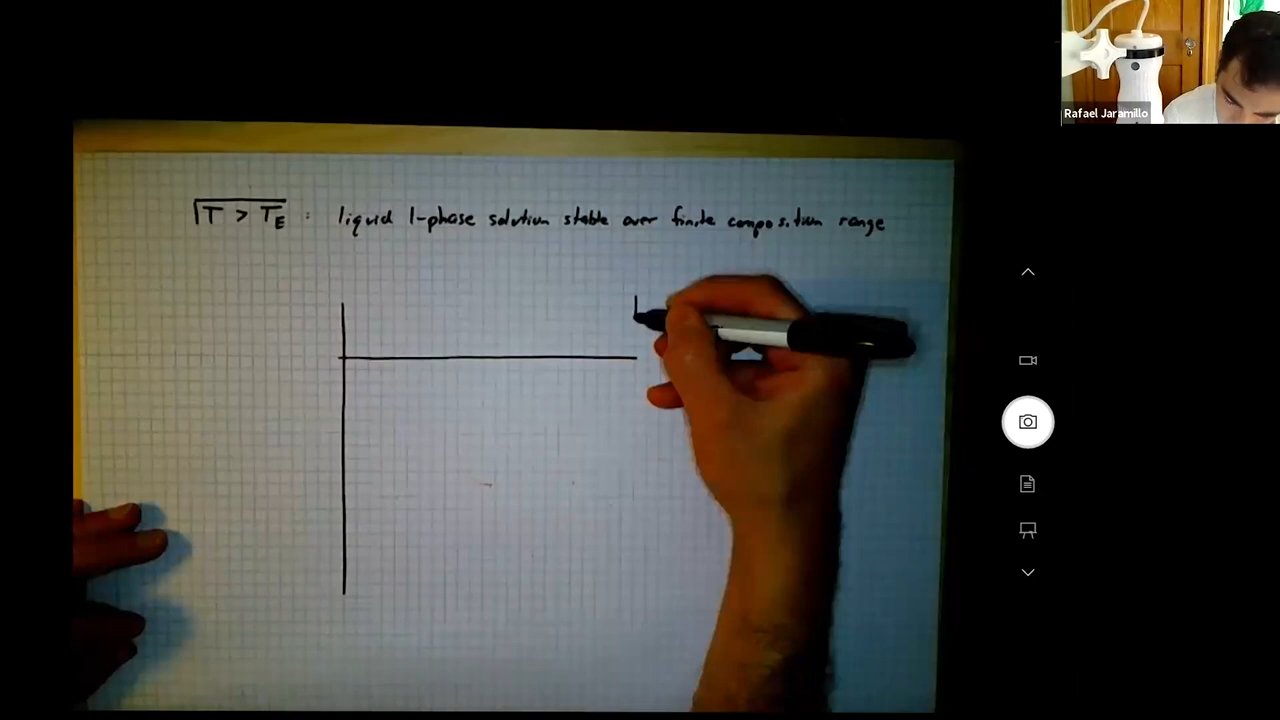 T > T_E : liquid 1-phase solution stable over finite composition range
Rafael Jaramillo